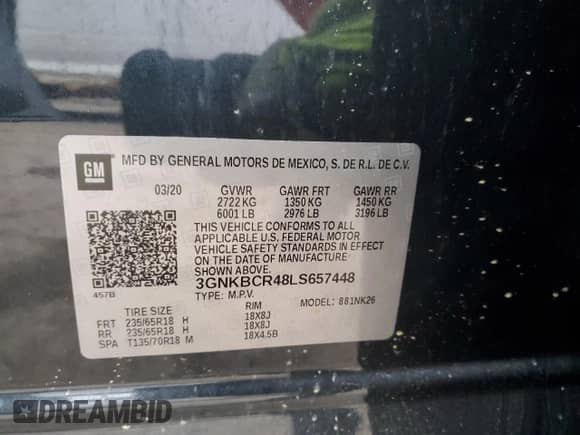 GM
MFD BY GENERAL MOTORS DE MEXICO, S. DE R.L. DE C.V.
03/20 GVWR GAWR FRT GAWR RR
2722 KG 1350 KG 1450 KG
6001 LB 2976 LB 3196 LB
THIS VEHICLE CONFORMS TO ALL
APPLICABLE U.S. FEDERAL MOTOR
VEHICLE SAFETY STANDARDS IN EFFECT
ON THE DATE OF MANUFACTURE
SHOWN ABOVE.
457B
3GNKBCR48LS657448
TYPE: M.P.V. MODEL: 881NK26
TIRE SIZE RIM
FRT 235/65R18 H 18X8J
RR 235/65R18 H 18X8J
SPA T135/70R18 M 18X4.5B
DREAMBID